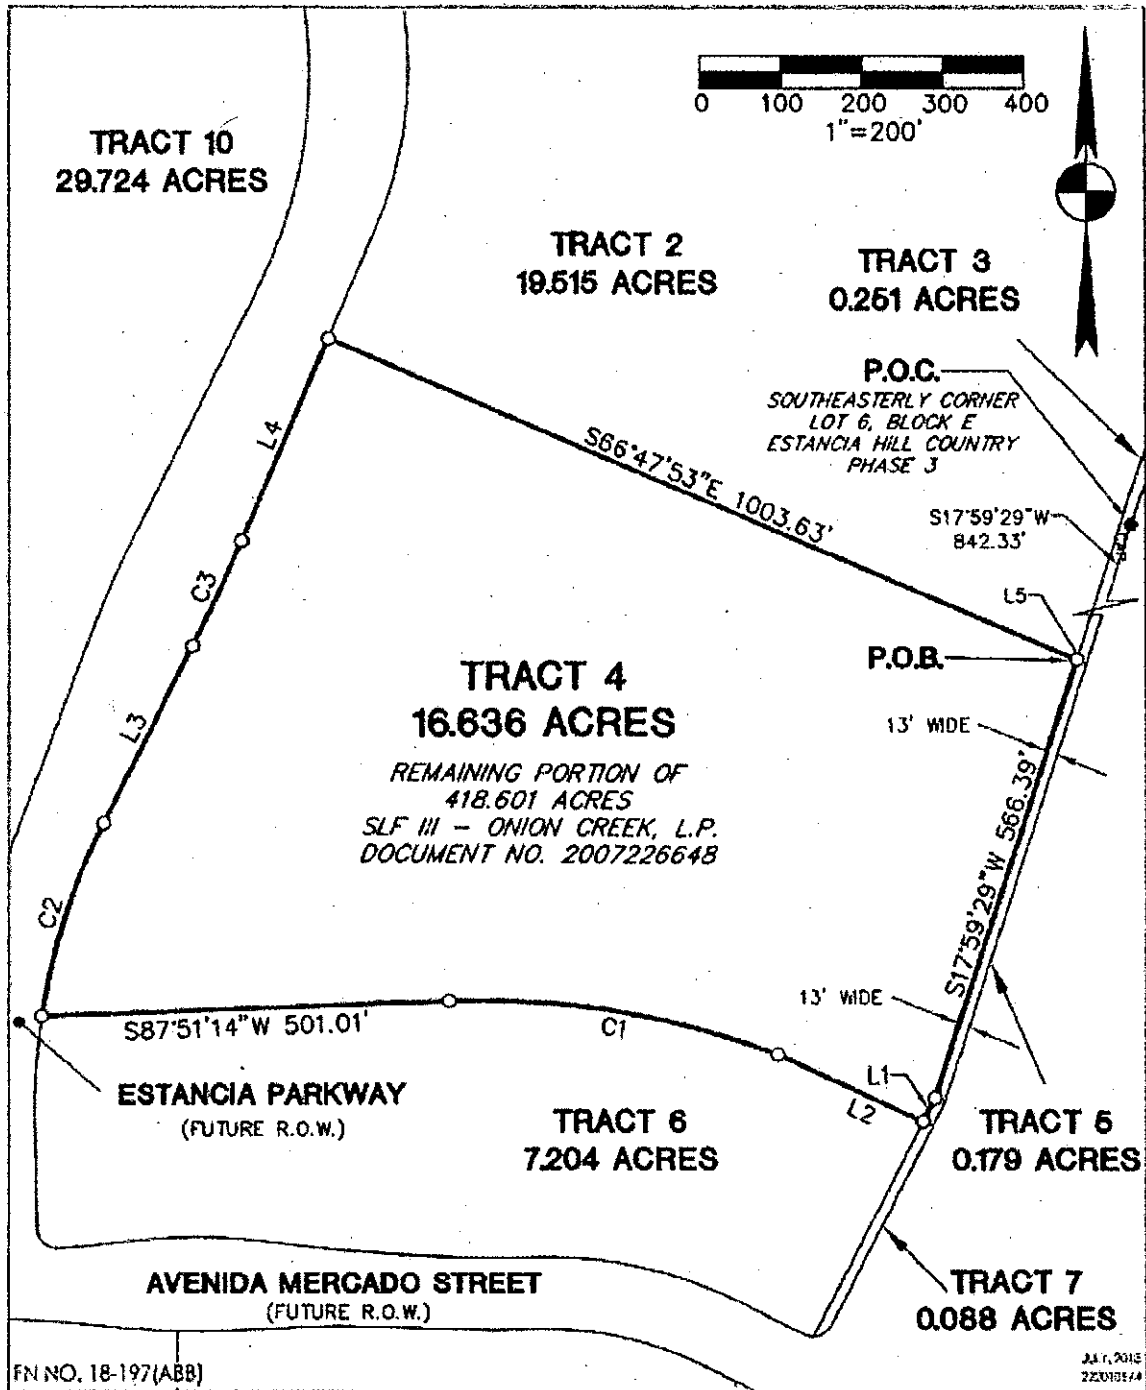 0 100 200 300 400
1"=200'
TRACT 10
29.724 ACRES
TRACT 2
19.515 ACRES
TRACT 3
0.251 ACRES
P.O.C.
SOUTHEASTERLY CORNER
LOT 6, BLOCK E
ESTANCIA HILL COUNTRY
PHASE 3
S17°59'29"W
842.33'
L4
S66°47'53"E 1003.63'
C3
L5
P.O.B.
TRACT 4
16.636 ACRES
13' WIDE
L3
REMAINING PORTION OF
418.601 ACRES
SLF III - ONION CREEK, L.P.
DOCUMENT NO. 2007226648
S17°59'29"W 566.39'
C2
13' WIDE
S87°51'14"W 501.01'
C1
L1
L2
ESTANCIA PARKWAY
(FUTURE R.O.W.)
TRACT 6
7.204 ACRES
TRACT 5
0.179 ACRES
AVENIDA MERCADO STREET
(FUTURE R.O.W.)
TRACT 7
0.088 ACRES
FN NO. 18-197(ABB)